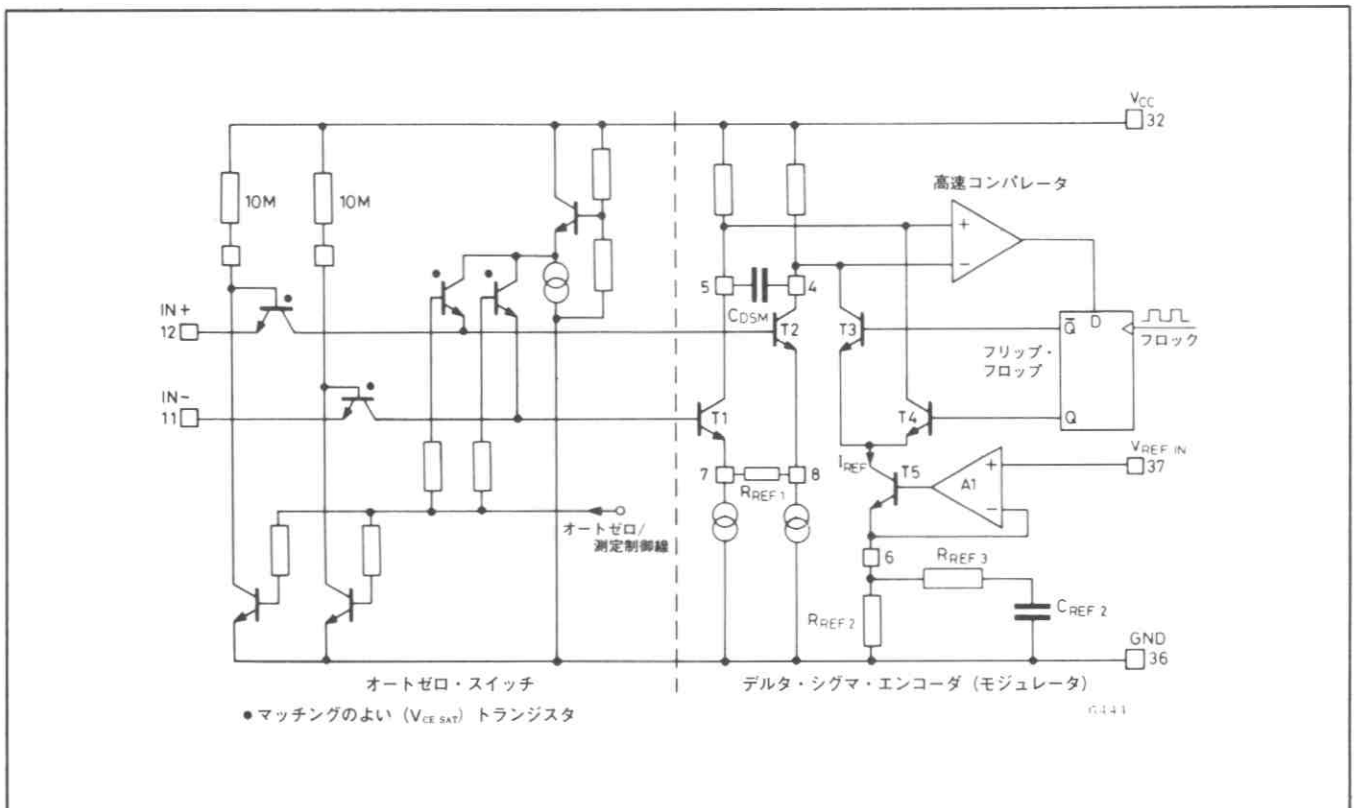 VCC
32
高速コンパレータ
10M
10M
IN+
12
5
4
CDSM
T2
T3
+
−
Q̅
D
フロック
フリップ・
フロップ
IN−
11
T1
T4
Q
VREF IN
37
IREF
T5
A1
+
−
7
RREF 1
8
オートゼロ/
測定制御線
6
RREF 3
RREF 2
CREF 2
GND
36
オートゼロ・スイッチ
デルタ・シグマ・エンコーダ (モジュレータ)
●マッチングのよい (VCE SAT) トランジスタ